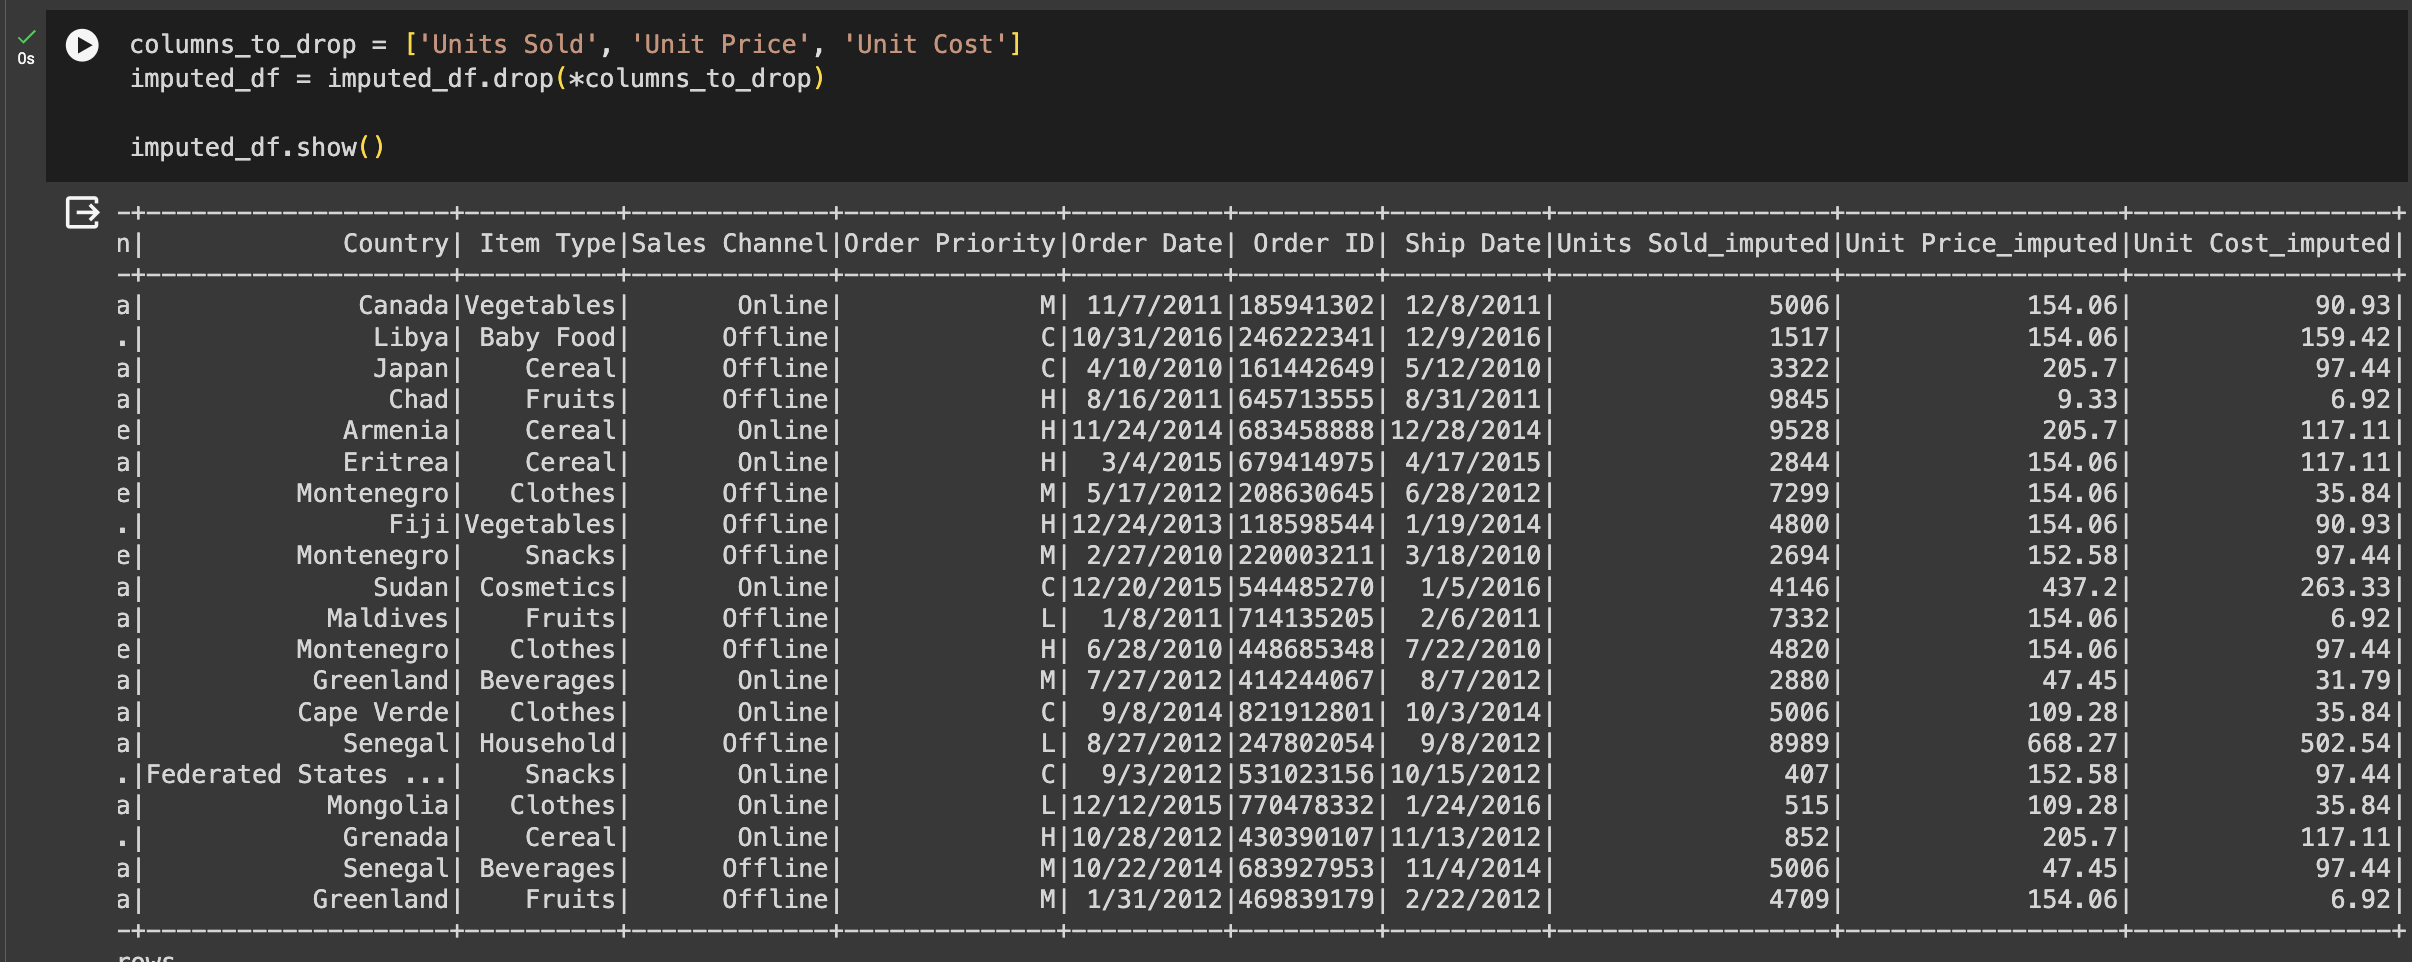 columns_to_drop = ['Units Sold', 'Unit Price', 'Unit Cost']
0s
imputed_df = imputed_df.drop(*columns_to_drop)
imputed_df.show()
-+--------------------+----------+--------------+--------------+----------+---------+----------+-------------------+-------------------+------------------+
n|             Country| Item Type|Sales Channel|Order Priority|Order Date| Order ID| Ship Date|Units Sold_imputed|Unit Price_imputed|Unit Cost_imputed|
-+--------------------+----------+--------------+--------------+----------+---------+----------+-------------------+-------------------+------------------+
a|              Canada|Vegetables|       Online|             M| 11/7/2011|185941302| 12/8/2011|              5006|            154.06|            90.93|
.|               Libya| Baby Food|      Offline|             C|10/31/2016|246222341| 12/9/2016|              1517|            154.06|           159.42|
a|               Japan|    Cereal|      Offline|             C| 4/10/2010|161442649| 5/12/2010|              3322|             205.7|            97.44|
a|                Chad|    Fruits|      Offline|             H| 8/16/2011|645713555| 8/31/2011|              9845|              9.33|             6.92|
e|             Armenia|    Cereal|       Online|             H|11/24/2014|683458888|12/28/2014|              9528|             205.7|           117.11|
a|             Eritrea|    Cereal|       Online|             H|  3/4/2015|679414975| 4/17/2015|              2844|            154.06|           117.11|
e|          Montenegro|   Clothes|      Offline|             M| 5/17/2012|208630645| 6/28/2012|              7299|            154.06|            35.84|
.|                Fiji|Vegetables|      Offline|             H|12/24/2013|118598544| 1/19/2014|              4800|            154.06|            90.93|
e|          Montenegro|    Snacks|      Offline|             M| 2/27/2010|220003211| 3/18/2010|              2694|            152.58|            97.44|
a|               Sudan| Cosmetics|       Online|             C|12/20/2015|544485270|  1/5/2016|              4146|             437.2|           263.33|
a|            Maldives|    Fruits|      Offline|             L|  1/8/2011|714135205|  2/6/2011|              7332|            154.06|             6.92|
e|          Montenegro|   Clothes|      Offline|             H| 6/28/2010|448685348| 7/22/2010|              4820|            154.06|            97.44|
a|           Greenland| Beverages|       Online|             M| 7/27/2012|414244067|  8/7/2012|              2880|             47.45|            31.79|
a|          Cape Verde|   Clothes|       Online|             C|  9/8/2014|821912801| 10/3/2014|              5006|            109.28|            35.84|
a|             Senegal| Household|      Offline|             L| 8/27/2012|247802054|  9/8/2012|              8989|            668.27|           502.54|
.|Federated States ...|    Snacks|       Online|             C|  9/3/2012|531023156|10/15/2012|               407|            152.58|            97.44|
a|            Mongolia|   Clothes|       Online|             L|12/12/2015|770478332| 1/24/2016|               515|            109.28|            35.84|
.|             Grenada|    Cereal|       Online|             H|10/28/2012|430390107|11/13/2012|               852|             205.7|           117.11|
a|             Senegal| Beverages|      Offline|             M|10/22/2014|683927953| 11/4/2014|              5006|             47.45|            97.44|
a|           Greenland|    Fruits|      Offline|             M| 1/31/2012|469839179| 2/22/2012|              4709|            154.06|             6.92|
-+--------------------+----------+--------------+--------------+----------+---------+----------+-------------------+-------------------+------------------+
rows